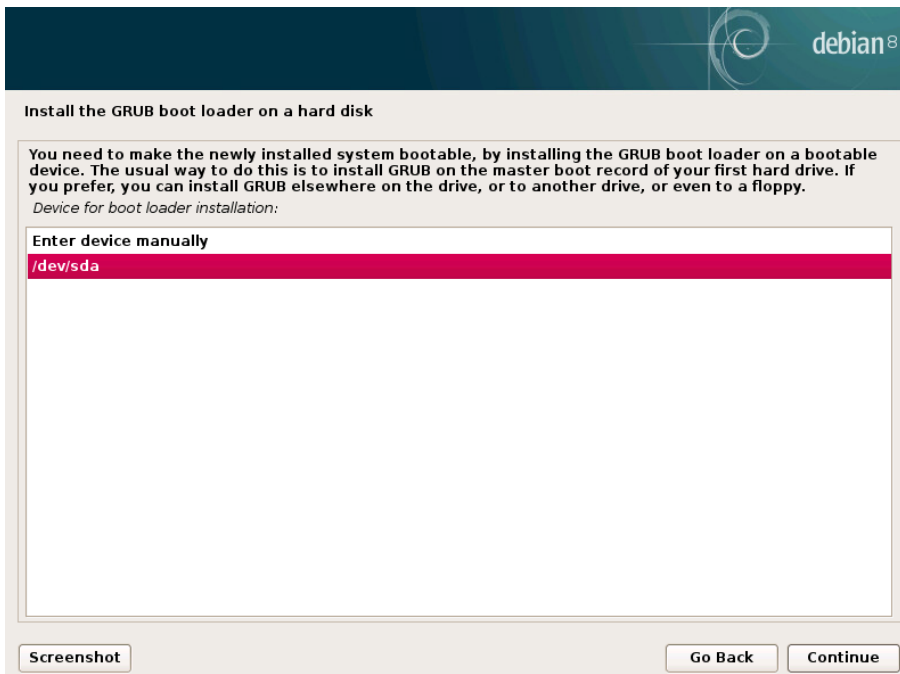 debian 8
Install the GRUB boot loader on a hard disk
You need to make the newly installed system bootable, by installing the GRUB boot loader on a bootable
device. The usual way to do this is to install GRUB on the master boot record of your first hard drive. If
you prefer, you can install GRUB elsewhere on the drive, or to another drive, or even to a floppy.
Device for boot loader installation:
Enter device manually
/dev/sda
Screenshot
Go Back
Continue